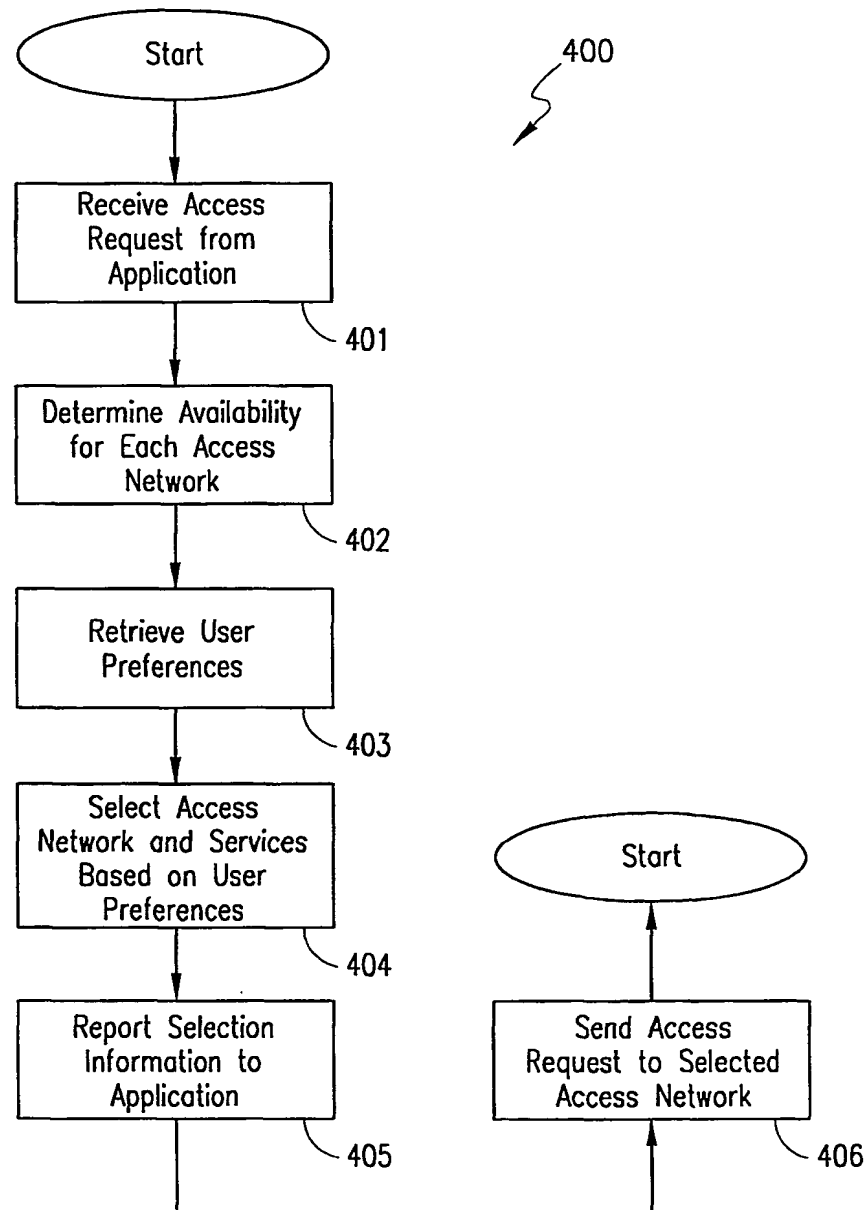 Start
400
Receive Access
Request from
Application
401
Determine Availability
for Each Access
Network
402
Retrieve User
Preferences
403
Select Access
Network and Services
Based on User
Preferences
404
Report Selection
Information to
Application
405
Start
Send Access
Request to Selected
Access Network
406